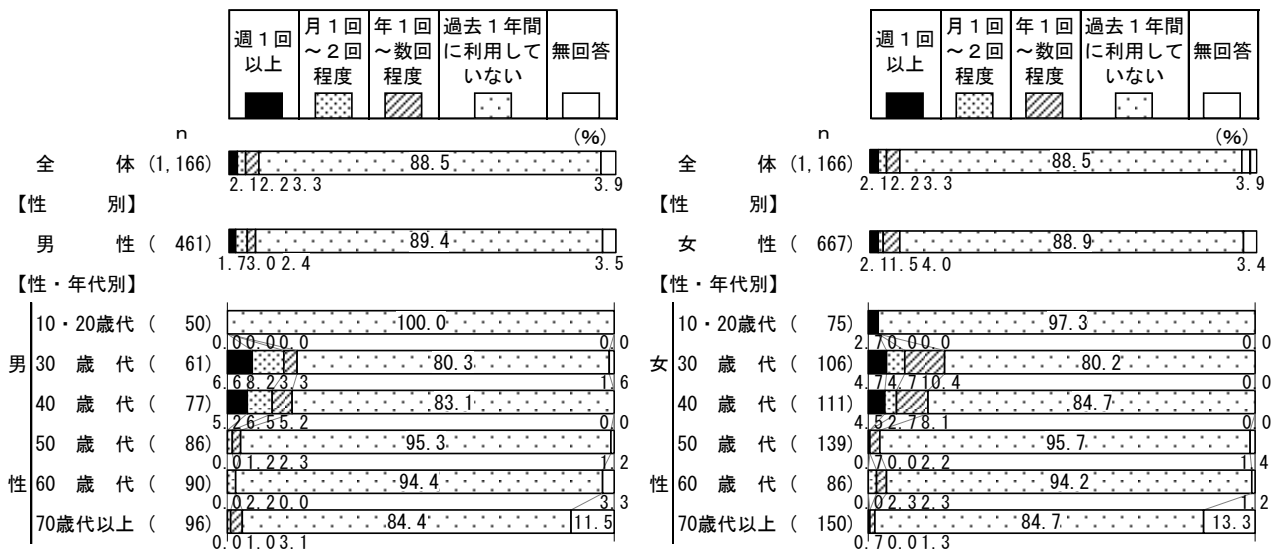 週1回以上 月1回～2回程度 年1回～数回程度 過去1年間に利用していない 無回答
n (%)
全体 (1,166) 88.5
2.1 2.2 3.3 3.9
【性別】
男性 ( 461) 89.4
1.7 3.0 2.4 3.5
【性・年代別】
男性
10・20歳代 ( 50) 100.0
0.0 0.0 0.0 0.0
30歳代 ( 61) 80.3
6.6 8.2 3.3 1.6
40歳代 ( 77) 83.1
5.2 6.5 5.2 0.0
50歳代 ( 86) 95.3
0.0 1.2 2.3 1.2
60歳代 ( 90) 94.4
0.0 2.2 0.0 3.3
70歳代以上 ( 96) 84.4 11.5
0.0 1.0 3.1
週1回以上 月1回～2回程度 年1回～数回程度 過去1年間に利用していない 無回答
n (%)
全体 (1,166) 88.5
2.1 2.2 3.3 3.9
【性別】
女性 ( 667) 88.9
2.1 1.5 4.0 3.4
【性・年代別】
女性
10・20歳代 ( 75) 97.3
2.7 0.0 0.0 0.0
30歳代 ( 106) 80.2
4.7 4.7 10.4 0.0
40歳代 ( 111) 84.7
4.5 2.7 8.1 0.0
50歳代 ( 139) 95.7
0.7 0.0 2.2 1.4
60歳代 ( 86) 94.2
0.0 2.3 2.3 1.2
70歳代以上 ( 150) 84.7 13.3
0.7 0.0 1.3